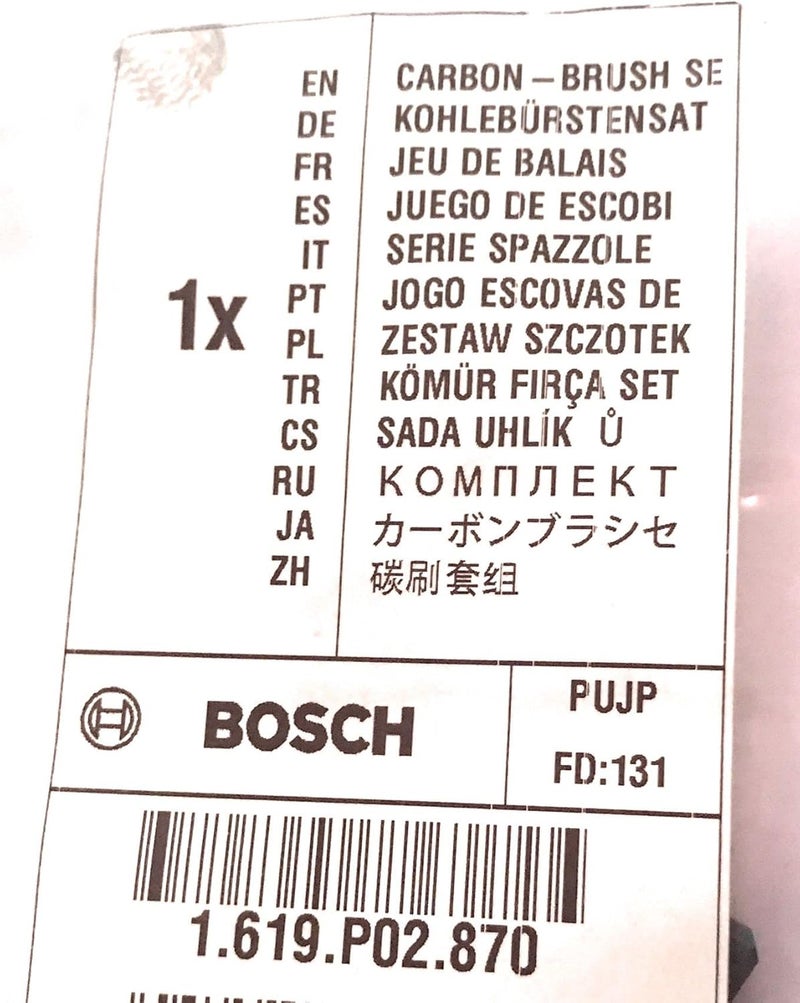 1x
EN CARBON–BRUSH SE
DE KOHLEBÜRSTENSAT
FR JEU DE BALAIS
ES JUEGO DE ESCOBI
IT SERIE SPAZZOLE
PT JOGO ESCOVAS DE
PL ZESTAW SZCZOTEK
TR KÖMÜR FIRÇA SET
CS SADA UHLÍK Ů
RU КОМПЛЕКТ
JA カーボンブラシセ
ZH 碳刷套组
BOSCH
PUJP
FD:131
1.619.P02.870